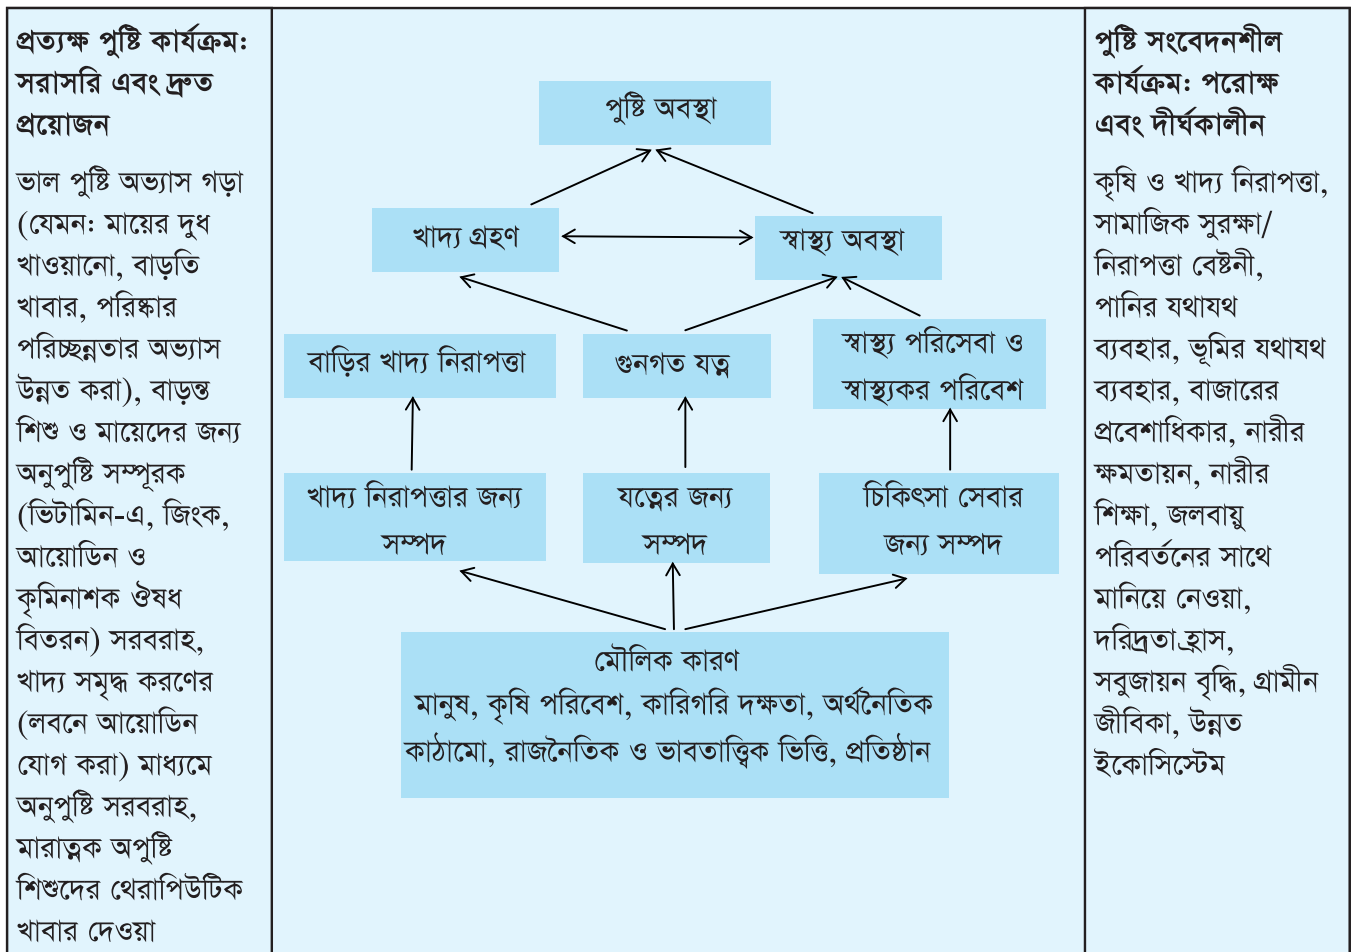 প্রত্যক্ষ পুষ্টি কার্যক্রম:
সরাসরি এবং দ্রুত
প্রয়োজন
ভাল পুষ্টি অভ্যাস গড়া
(যেমন: মায়ের দুধ
খাওয়ানো, বাড়তি
খাবার, পরিষ্কার
পরিচ্ছন্নতার অভ্যাস
উন্নত করা), বাড়ন্ত
শিশু ও মায়েদের জন্য
অনুপুষ্টি সম্পূরক
(ভিটামিন-এ, জিংক,
আয়োডিন ও
কৃমিনাশক ঔষধ
বিতরন) সরবরাহ,
খাদ্য সমৃদ্ধ করণের
(লবনে আয়োডিন
যোগ করা) মাধ্যমে
অনুপুষ্টি সরবরাহ,
মারাত্নক অপুষ্টি
শিশুদের থেরাপিউটিক
খাবার দেওয়া
পুষ্টি অবস্থা
খাদ্য গ্রহণ
স্বাস্থ্য অবস্থা
বাড়ির খাদ্য নিরাপত্তা
গুনগত যত্ন
স্বাস্থ্য পরিসেবা ও
স্বাস্থ্যকর পরিবেশ
খাদ্য নিরাপত্তার জন্য
সম্পদ
যত্নের জন্য
সম্পদ
চিকিৎসা সেবার
জন্য সম্পদ
মৌলিক কারণ
মানুষ, কৃষি পরিবেশ, কারিগরি দক্ষতা, অর্থনৈতিক
কাঠামো, রাজনৈতিক ও ভাবতাত্ত্বিক ভিত্তি, প্রতিষ্ঠান
পুষ্টি সংবেদনশীল
কার্যক্রম: পরোক্ষ
এবং দীর্ঘকালীন
কৃষি ও খাদ্য নিরাপত্তা,
সামাজিক সুরক্ষা/
নিরাপত্তা বেষ্টনী,
পানির যথাযথ
ব্যবহার, ভূমির যথাযথ
ব্যবহার, বাজারের
প্রবেশাধিকার, নারীর
ক্ষমতায়ন, নারীর
শিক্ষা, জলবায়ু
পরিবর্তনের সাথে
মানিয়ে নেওয়া,
দরিদ্রতা হ্রাস,
সবুজায়ন বৃদ্ধি, গ্রামীন
জীবিকা, উন্নত
ইকোসিস্টেম